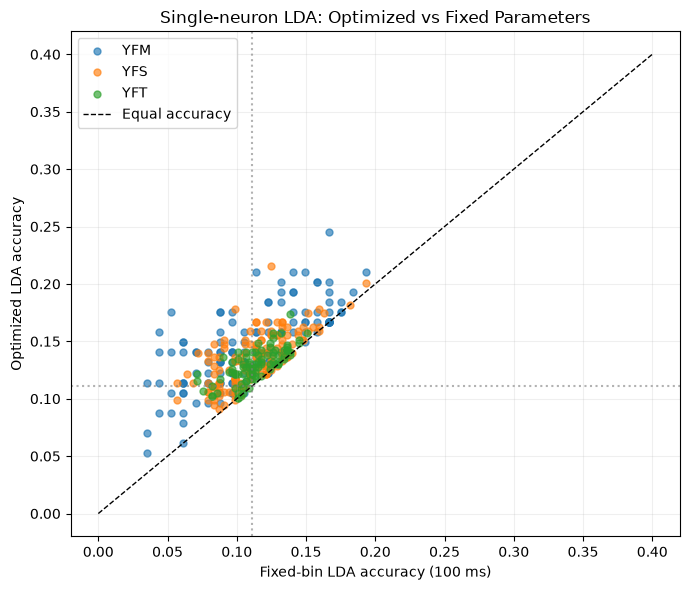 Single-neuron LDA: Optimized vs Fixed Parameters
YFM
YFS
YFT
Equal accuracy
Optimized LDA accuracy
0.40
0.35
0.30
0.25
0.20
0.15
0.10
0.05
0.00
0.00 0.05 0.10 0.15 0.20 0.25 0.30 0.35 0.40
Fixed-bin LDA accuracy (100 ms)